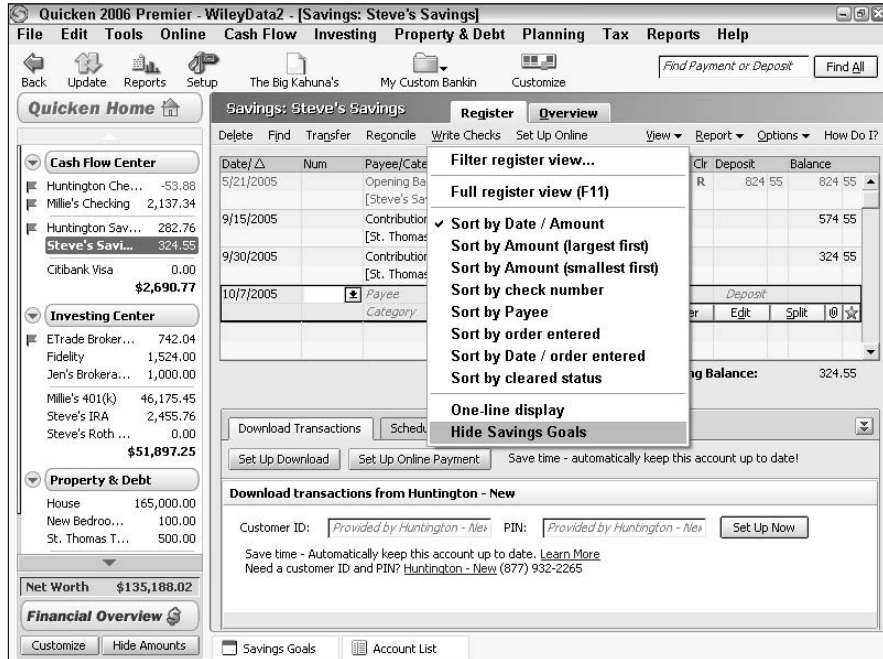 Quicken 2006 Premier - WileyData2 - [Savings: Steve's Savings]
File Edit Tools Online Cash Flow Investing Property & Debt Planning Tax Reports Help
Back Update Reports Setup The Big Kahuna's My Custom Bankin Customize Find Payment or Deposit Find All
Quicken Home
Savings: Steve's Savings Register Overview
Delete Find Transfer Reconcile Write Checks Set Up Online View Report Options How Do I?
Cash Flow Center
Huntington Che... -53.88
Millie's Checking 2,137.34
Huntington Sav... 282.76
Steve's Savi... 324.55
Citibank Visa 0.00
$2,690.77
Investing Center
ETrade Broker... 742.04
Fidelity 1,524.00
Jen's Brokera... 1,000.00
Millie's 401(k) 46,175.45
Steve's IRA 2,455.76
Steve's Roth ... 0.00
$51,897.25
Property & Debt
House 165,000.00
New Bedroo... 100.00
St. Thomas T... 500.00
Net Worth $135,188.02
Financial Overview
Customize Hide Amounts
Date/ Num Payee/Cate Clr Deposit Balance
5/21/2005 Opening Ba R 824 55 824 55
[Steve's Sa
9/15/2005 Contribution 574 55
[St. Thomas
9/30/2005 Contribution 324 55
[St. Thomas
10/7/2005 Payee Deposit
Category er Edit Split
ng Balance: 324.55
Filter register view...
Full register view (F11)
Sort by Date / Amount
Sort by Amount (largest first)
Sort by Amount (smallest first)
Sort by check number
Sort by Payee
Sort by order entered
Sort by Date / order entered
Sort by cleared status
One-line display
Hide Savings Goals
Download Transactions Schedu
Set Up Download Set Up Online Payment Save time - automatically keep this account up to date!
Download transactions from Huntington - New
Customer ID: Provided by Huntington - Nev PIN: Provided by Huntington - Nev Set Up Now
Save time - Automatically keep this account up to date. Learn More
Need a customer ID and PIN? Huntington - New (877) 932-2265
Savings Goals Account List